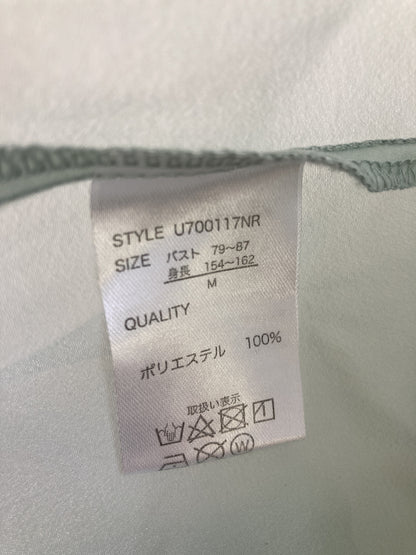 STYLE U700117NR
SIZE バスト 79〜87
身長 154〜162
M
QUALITY
ポリエステル 100%
取扱い表示
W